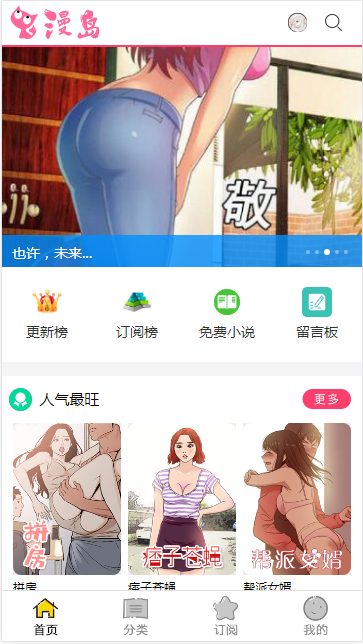 漫岛
敬
也许，未来...
更新榜
订阅榜
免费小说
留言板
人气最旺
更多
拼房
痞子苍蝇
帮派女婿
拼房
痞子苍蝇
帮派女婿
首页
分类
订阅
我的